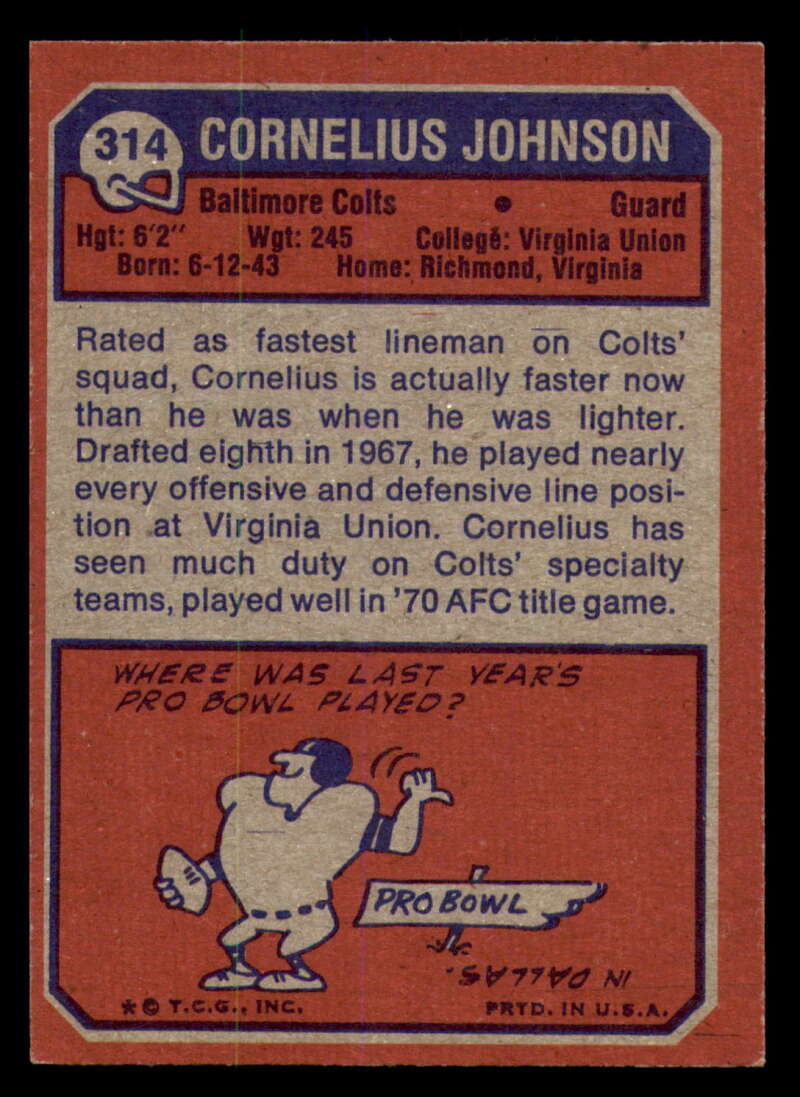 314 CORNELIUS JOHNSON
Baltimore Colts • Guard
Hgt: 6'2" Wgt: 245 College: Virginia Union
Born: 6-12-43 Home: Richmond, Virginia
Rated as fastest lineman on Colts'
squad, Cornelius is actually faster now
than he was when he was lighter.
Drafted eighth in 1967, he played nearly
every offensive and defensive line posi-
tion at Virginia Union. Cornelius has
seen much duty on Colts' specialty
teams, played well in '70 AFC title game.
WHERE WAS LAST YEAR'S
PRO BOWL PLAYED?
PRO BOWL
IN DALLAS.
* © T.C.G., INC. PRTD. IN U.S.A.